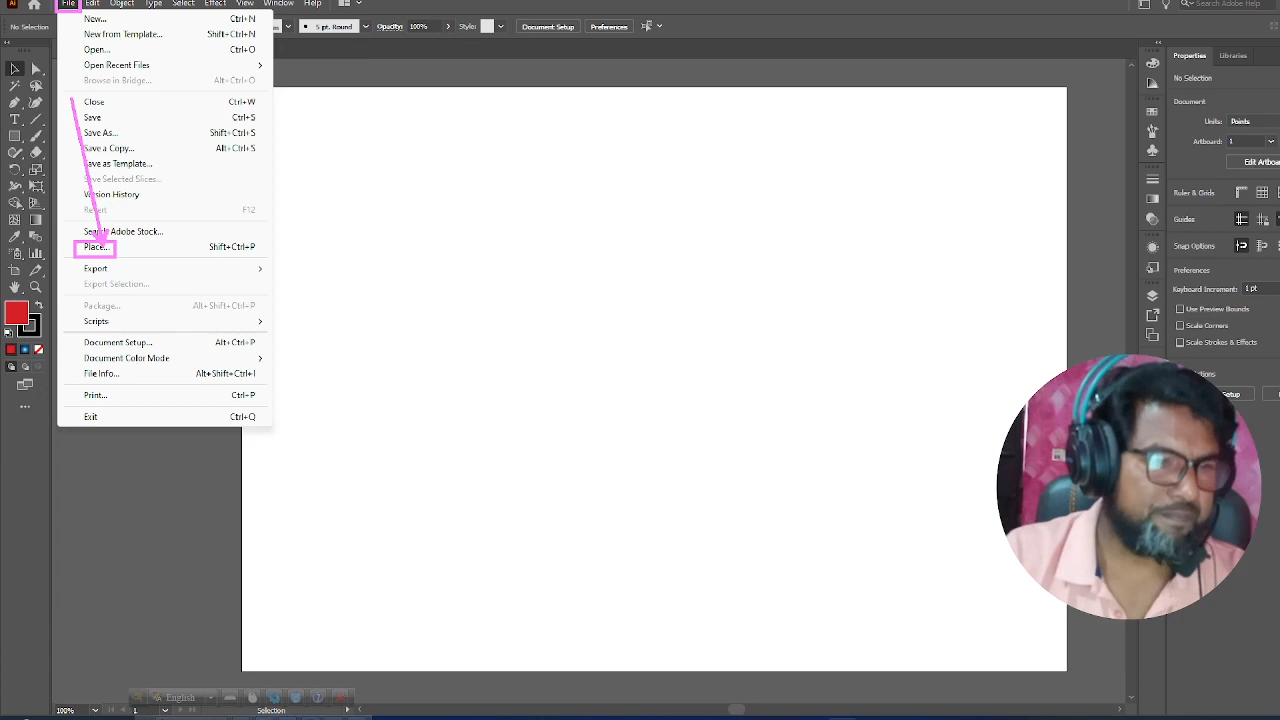 Ai File Edit Object Type Select Effect View Window Help Search Adobe Help
No Selection 5 pt. Round Opacity: 100% Style: Document Setup Preferences
New... Ctrl+N
New from Template... Shift+Ctrl+N
Open... Ctrl+O
Open Recent Files
Browse in Bridge... Alt+Ctrl+O
Close Ctrl+W
Save Ctrl+S
Save As... Shift+Ctrl+S
Save a Copy... Alt+Ctrl+S
Save as Template...
Save Selected Slices...
Version History
Revert F12
Search Adobe Stock...
Place... Shift+Ctrl+P
Export
Export Selection...
Package... Alt+Shift+Ctrl+P
Scripts
Document Setup... Alt+Ctrl+P
Document Color Mode
File Info... Alt+Shift+Ctrl+I
Print... Ctrl+P
Exit Ctrl+Q
Properties Libraries
No Selection
Document
Units: Points
Artboard: 1
Edit Artboa
Ruler & Grids
Guides
Snap Options
Preferences
Keyboard Increment: 1 pt
Use Preview Bounds
Scale Corners
Scale Strokes & Effects
English
100% 1 Selection